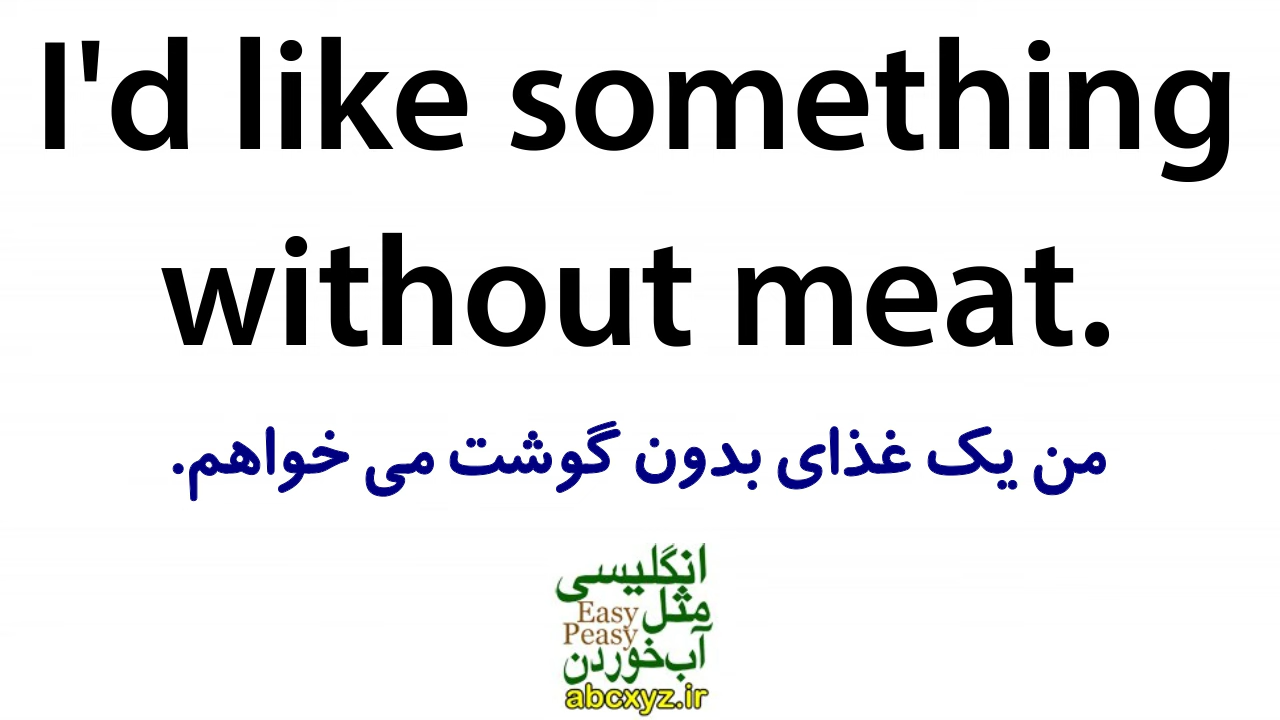 I'd like something
without meat.
من یک غذای بدون گوشت می خواهم.
انگلیسی
مثل Easy
Peasy
آب خوردن
abcxyz.ir